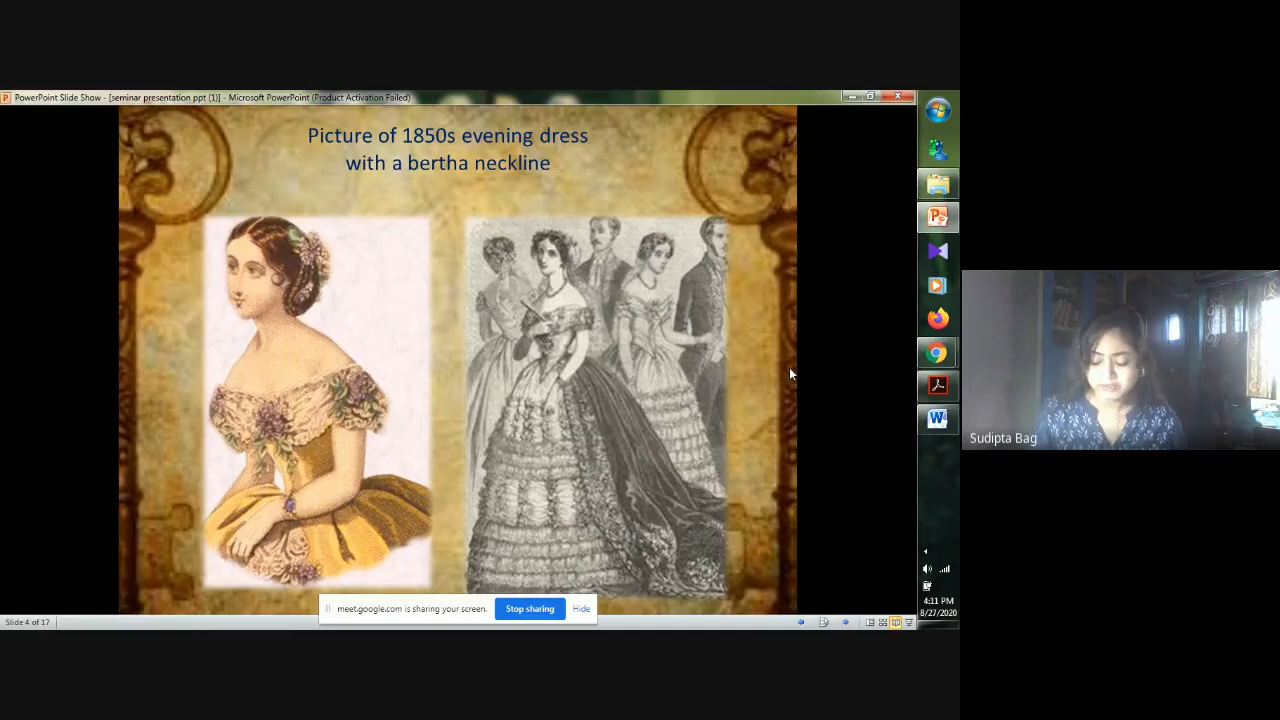 PowerPoint Slide Show - [seminar presentation ppt (1)] - Microsoft PowerPoint (Product Activation Failed)
Picture of 1850s evening dress
with a bertha neckline
Sudipta Bag
meet.google.com is sharing your screen.
Stop sharing
Hide
4:11 PM
8/27/2020
Slide 4 of 17